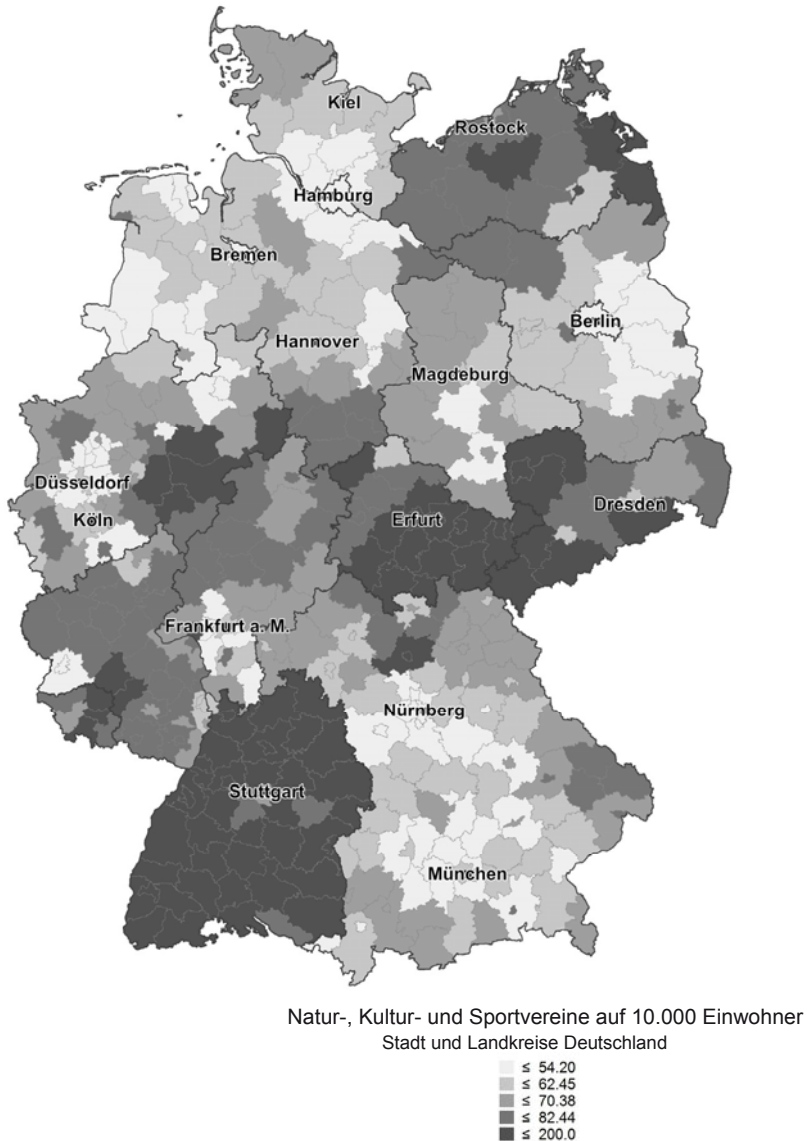 Kiel
Rostock
Hamburg
Bremen
Berlin
Hannover
Magdeburg
Düsseldorf
Köln
Erfurt
Dresden
Frankfurt a. M.
Nürnberg
Stuttgart
München
Natur-, Kultur- und Sportvereine auf 10.000 Einwohner
Stadt und Landkreise Deutschland
≤ 54.20
≤ 62.45
≤ 70.38
≤ 82.44
≤ 200.0